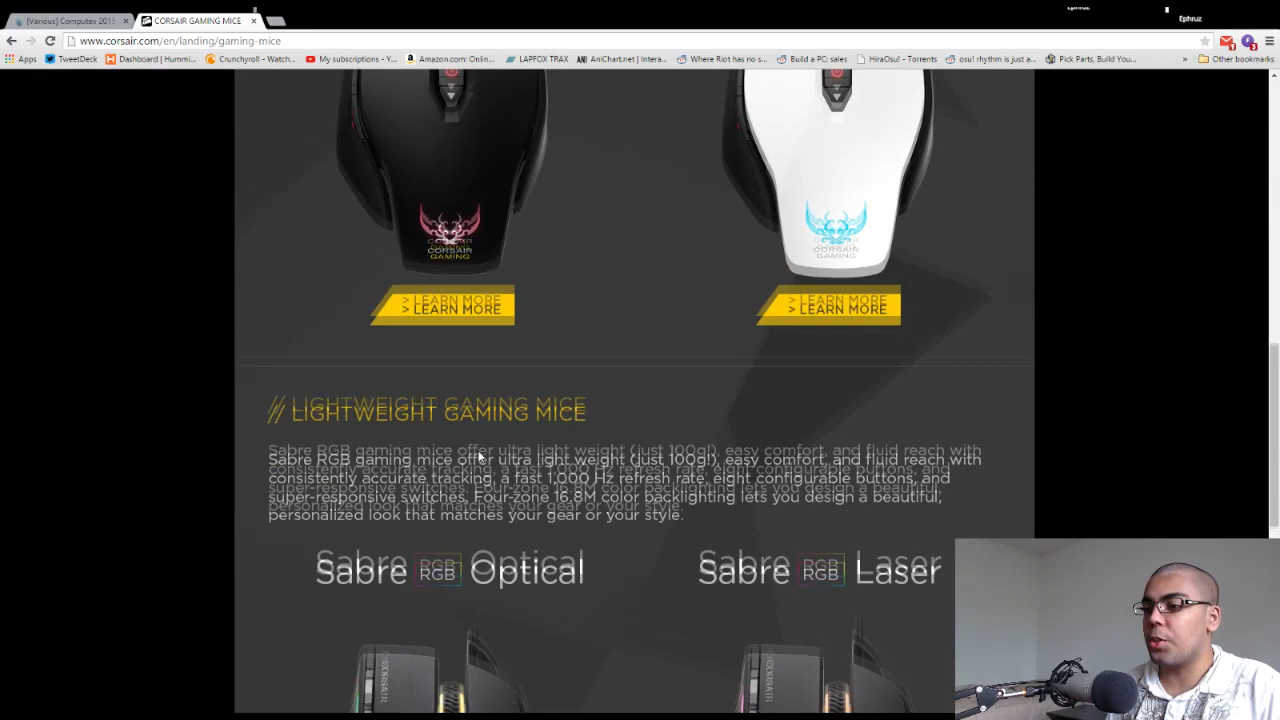 Ephruz
[Various] Computex 2015
CORSAIR GAMING MICE
Ephruz
www.corsair.com/en/landing/gaming-mice
Apps TweetDeck Dashboard | Hummi... Crunchyroll - Watch... My subscriptions - Y... Amazon.com: Onlin... LAPFOX TRAX AniChart.net | Intera... Where Riot has no s... Build a PC: sales HiraOsu! - Torrents osu! rhythm is just a... Pick Parts, Build You... » Other bookmarks
CORSAIR
GAMING
CORSAIR
GAMING
> LEARN MORE
> LEARN MORE
// LIGHTWEIGHT GAMING MICE
Sabre RGB gaming mice offer ultra light weight (just 100g!), easy comfort, and fluid reach with
consistently accurate tracking, a fast 1,000 Hz refresh rate, eight configurable buttons, and
super-responsive switches. Four-zone 16.8M color backlighting lets you design a beautiful,
personalized look that matches your gear or your style.
Sabre RGB Optical
Sabre RGB Laser
CORSAIR
CORSAIR